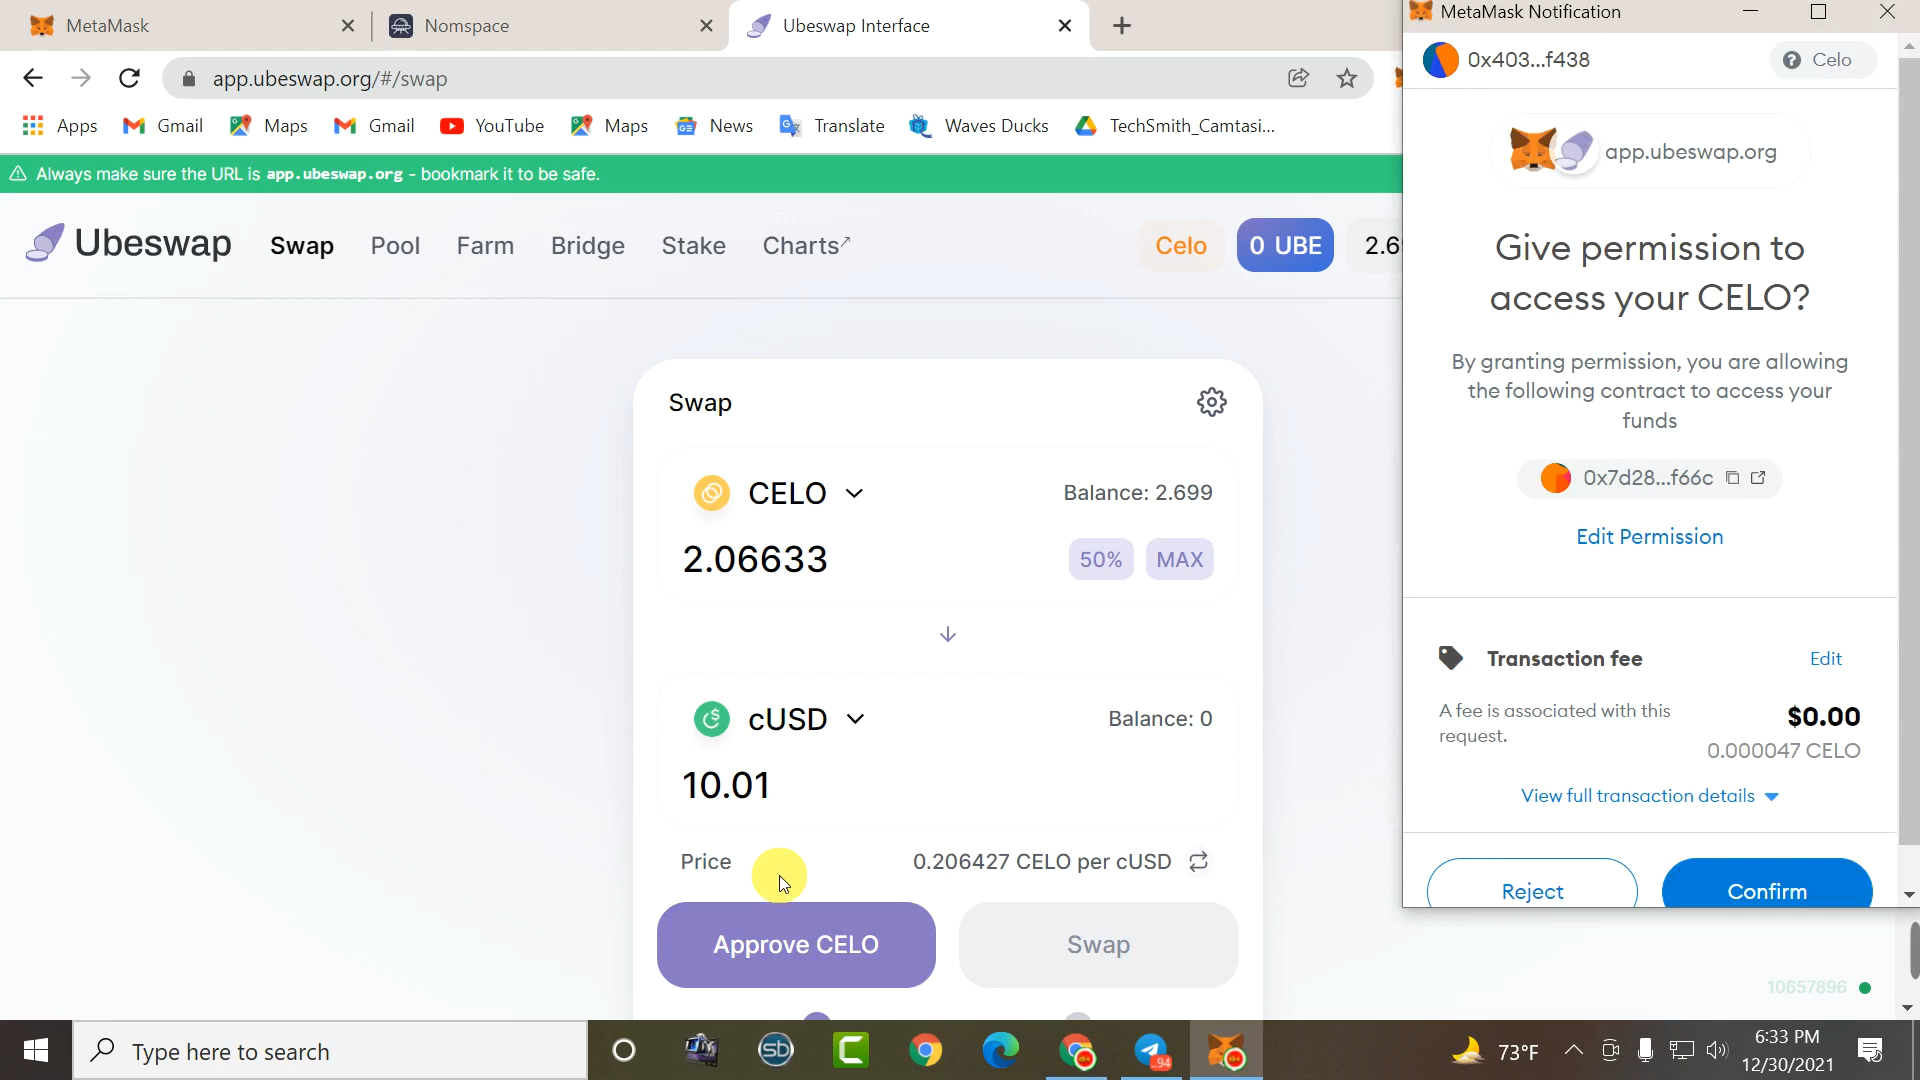 MetaMask
Nomspace
Ubeswap Interface
app.ubeswap.org/#/swap
Apps
Gmail
Maps
Gmail
YouTube
Maps
News
Translate
Waves Ducks
TechSmith_Camtasi...
Always make sure the URL is app.ubeswap.org - bookmark it to be safe.
Ubeswap
Swap
Pool
Farm
Bridge
Stake
Charts↗
Celo
0 UBE
2.6
Swap
CELO
Balance: 2.699
2.06633
50%
MAX
cUSD
Balance: 0
10.01
Price
0.206427 CELO per cUSD
Approve CELO
Swap
10657896
MetaMask Notification
0x403...f438
Celo
app.ubeswap.org
Give permission to
access your CELO?
By granting permission, you are allowing
the following contract to access your
funds
0x7d28...f66c
Edit Permission
Transaction fee
Edit
A fee is associated with this
request.
$0.00
0.000047 CELO
View full transaction details
Reject
Confirm
Type here to search
SD
C
94
73°F
6:33 PM
12/30/2021